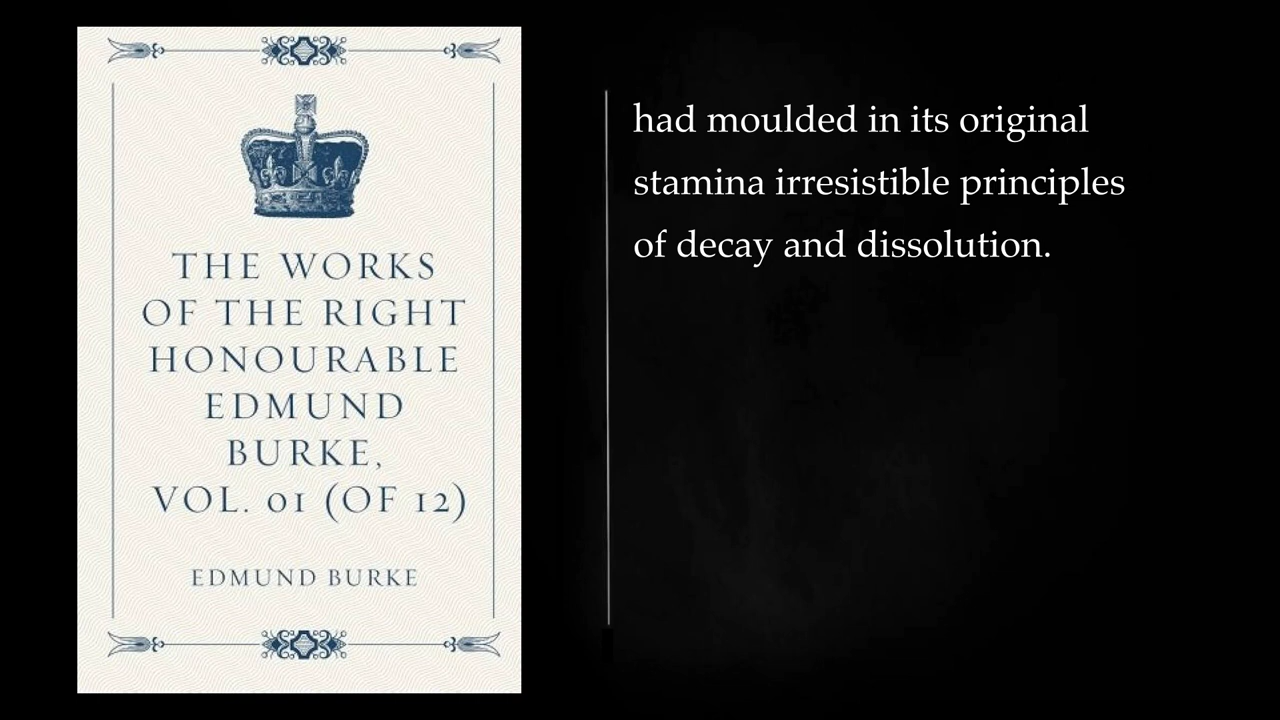 THE WORKS
OF THE RIGHT
HONOURABLE
EDMUND
BURKE,
VOL. 01 (OF 12)
EDMUND BURKE
had moulded in its original
stamina irresistible principles
of decay and dissolution.